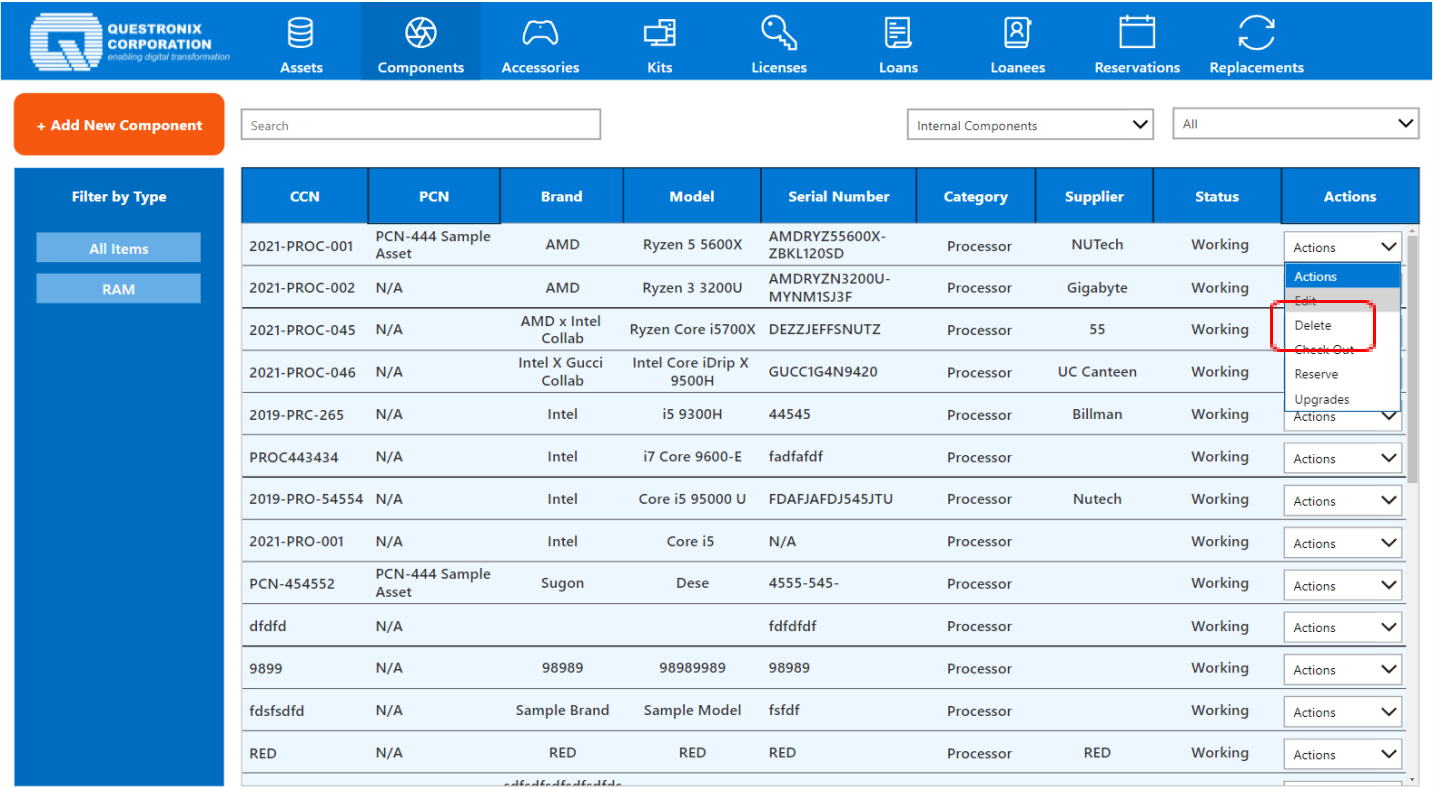 QUESTRONIX
CORPORATION
enabling digital transformation
Assets
Components
Accessories
Kits
Licenses
Loans
Loanees
Reservations
Replacements
+ Add New Component
Search
Internal Components
All
Filter by Type
All Items
RAM
CCN PCN Brand Model Serial Number Category Supplier Status Actions
2021-PROC-001 PCN-444 Sample Asset AMD Ryzen 5 5600X AMDRYZ55600X-ZBKL120SD Processor NUTech Working Actions
Actions
Edit
Delete
Check Out
Reserve
Upgrades
2021-PROC-002 N/A AMD Ryzen 3 3200U AMDRYZN3200U-MYNM1SJ3F Processor Gigabyte Working
2021-PROC-045 N/A AMD x Intel Collab Ryzen Core i5700X DEZZJEFFSNUTZ Processor 55 Working
2021-PROC-046 N/A Intel X Gucci Collab Intel Core iDrip X 9500H GUCC1G4N9420 Processor UC Canteen Working
2019-PRC-265 N/A Intel i5 9300H 44545 Processor Billman Working Actions
PROC443434 N/A Intel i7 Core 9600-E fadfafdf Processor Working Actions
2019-PRO-54554 N/A Intel Core i5 95000 U FDAFJAFDJ545JTU Processor Nutech Working Actions
2021-PRO-001 N/A Intel Core i5 N/A Processor Working Actions
PCN-454552 PCN-444 Sample Asset Sugon Dese 4555-545- Processor Working Actions
dfdfd N/A fdfdfdf Processor Working Actions
9899 N/A 98989 98989989 98989 Processor Working Actions
fdsfsdfd N/A Sample Brand Sample Model fsfdf Processor Working Actions
RED N/A RED RED RED Processor RED Working Actions